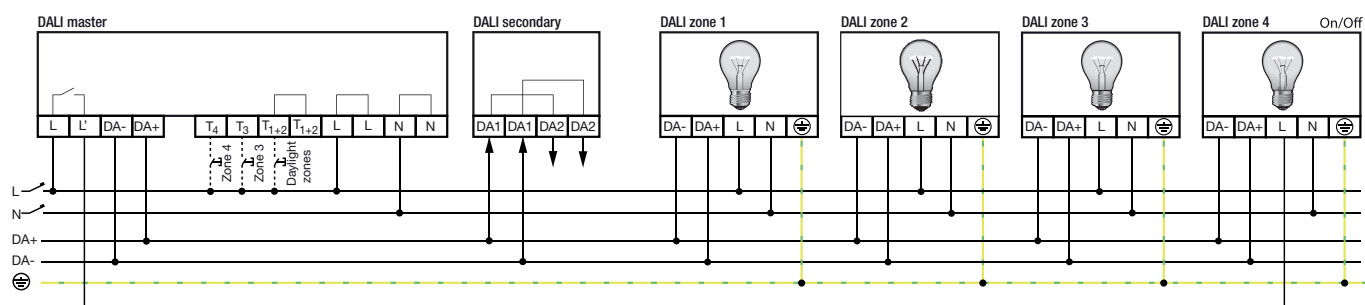 DALI master
DALI secondary
DALI zone 1
DALI zone 2
DALI zone 3
DALI zone 4
On/Off
L L' DA- DA+ T4 T3 T1+2 T1+2 L L N N
DA1 DA1 DA2 DA2
DA- DA+ L N
DA- DA+ L N
DA- DA+ L N
DA- DA+ L N
Zone 4
Zone 3
Daylight
zones
L
N
DA+
DA-